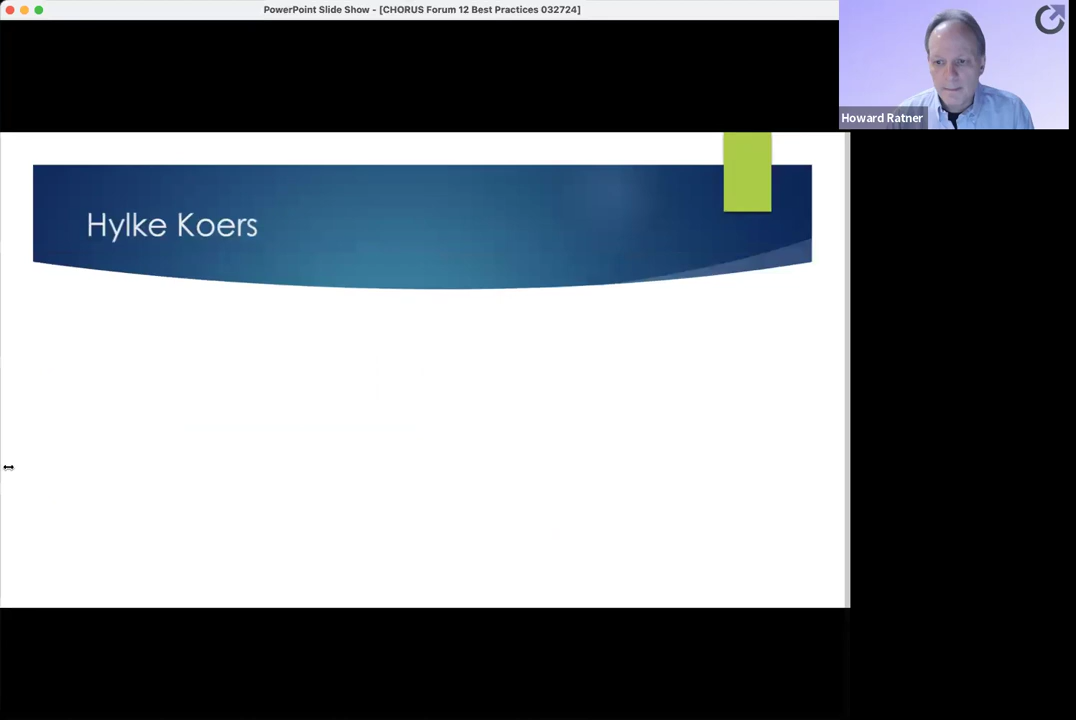 PowerPoint Slide Show - [CHORUS Forum 12 Best Practices 032724]
Howard Ratner
Hylke Koers